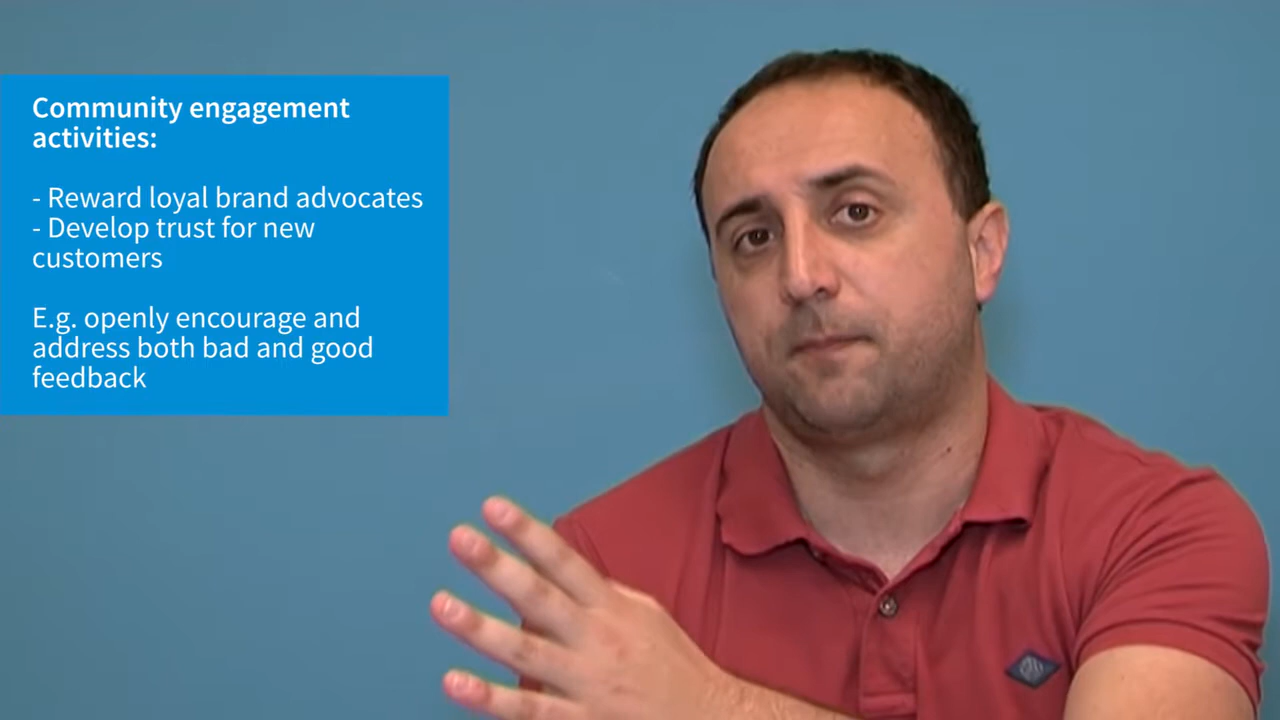 Community engagement
activities:
- Reward loyal brand advocates
- Develop trust for new
customers
E.g. openly encourage and
address both bad and good
feedback